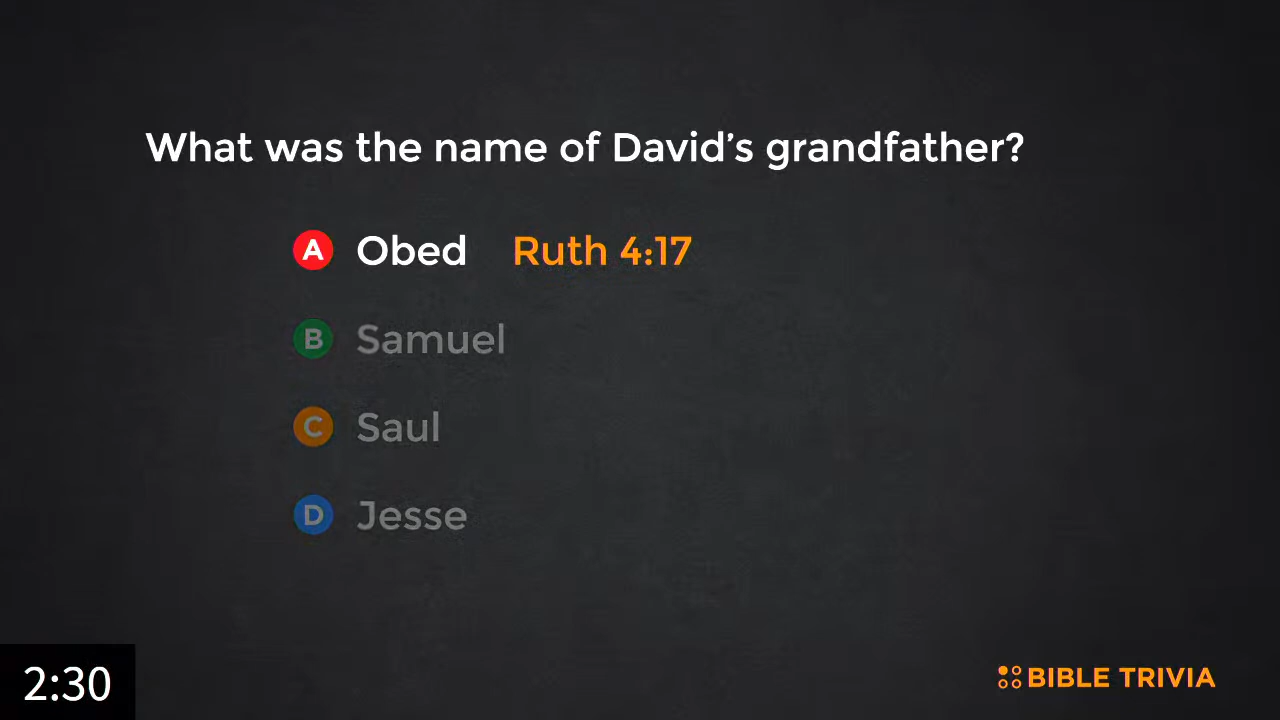 What was the name of David’s grandfather?
A Obed Ruth 4:17
B Samuel
C Saul
D Jesse
2:30 BIBLE TRIVIA